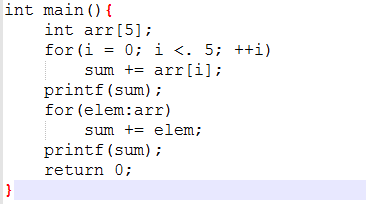 int main(){
int arr[5];
for(i = 0; i <. 5; ++i)
sum += arr[i];
printf(sum);
for(elem:arr)
sum += elem;
printf(sum);
return 0;
}